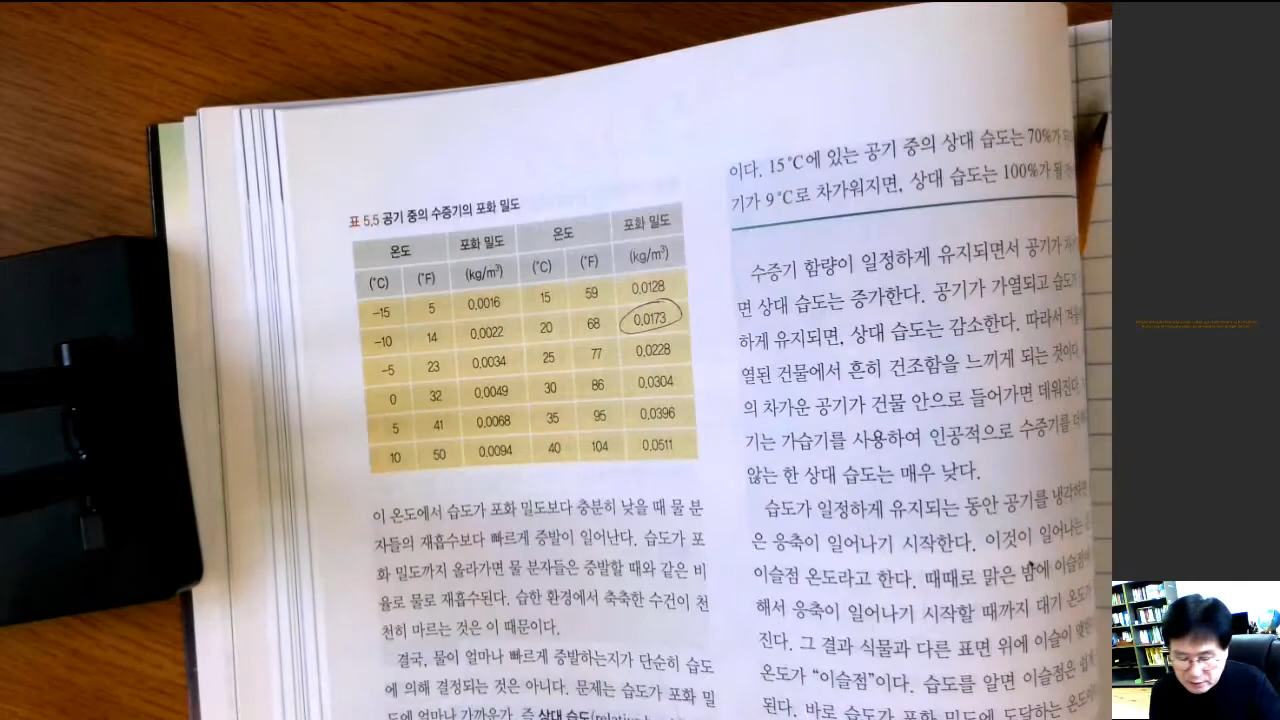 표 5.5 공기 중의 수증기의 포화 밀도
온도 포화 밀도 온도 포화 밀도
(°C) (°F) (kg/m³) (°C) (°F) (kg/m³)
−15 5 0.0016 15 59 0.0128
−10 14 0.0022 20 68 0.0173
−5 23 0.0034 25 77 0.0228
0 32 0.0049 30 86 0.0304
5 41 0.0068 35 95 0.0396
10 50 0.0094 40 104 0.0511
이 온도에서 습도가 포화 밀도보다 충분히 낮을 때 물 분
자들의 재흡수보다 빠르게 증발이 일어난다. 습도가 포
화 밀도까지 올라가면 물 분자들은 증발할 때와 같은 비
율로 물로 재흡수된다. 습한 환경에서 축축한 수건이 천
천히 마르는 것은 이 때문이다.
결국, 물이 얼마나 빠르게 증발하는지가 단순히 습도
에 의해 결정되는 것은 아니다. 문제는 습도가 포화 밀
도에 얼마나 가까운가, 즉 상대 습도
이다. 15°C에 있는 공기 중의 상대 습도는 70%가
기가 9°C로 차가워지면, 상대 습도는 100%가 될
수증기 함량이 일정하게 유지되면서 공기가
면 상대 습도는 증가한다. 공기가 가열되고 습도가
하게 유지되면, 상대 습도는 감소한다. 따라서
열된 건물에서 흔히 건조함을 느끼게 되는 것이다.
의 차가운 공기가 건물 안으로 들어가면 데워진다.
기는 가습기를 사용하여 인공적으로 수증기를
않는 한 상대 습도는 매우 낮다.
습도가 일정하게 유지되는 동안 공기를
은 응축이 일어나기 시작한다. 이것이 일어나는
이슬점 온도라고 한다. 때때로 맑은 밤에
해서 응축이 일어나기 시작할 때까지 대기 온도가
진다. 그 결과 식물과 다른 표면 위에 이슬이
온도가 “이슬점”이다. 습도를 알면 이슬점은
된다. 바로 습도가 포화 밀도에 도달하는